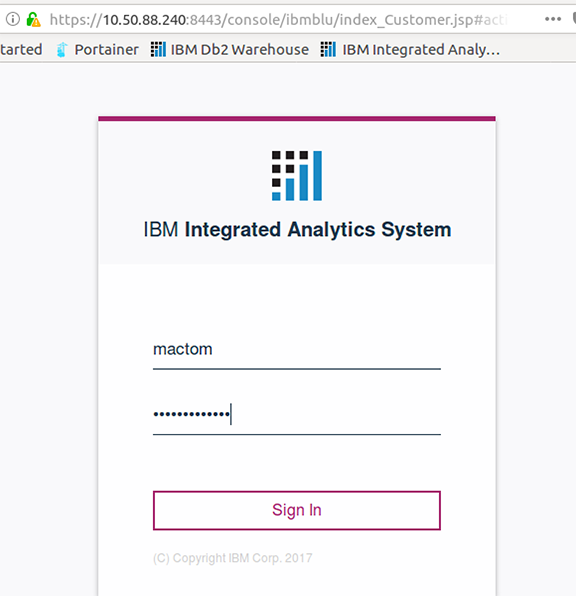 https://10.50.88.240:8443/console/ibmblu/index_Customer.jsp#act
tarted Portainer IBM Db2 Warehouse IBM Integrated Analy…
IBM Integrated Analytics System
mactom
•••••••••••••
Sign In
(C) Copyright IBM Corp. 2017